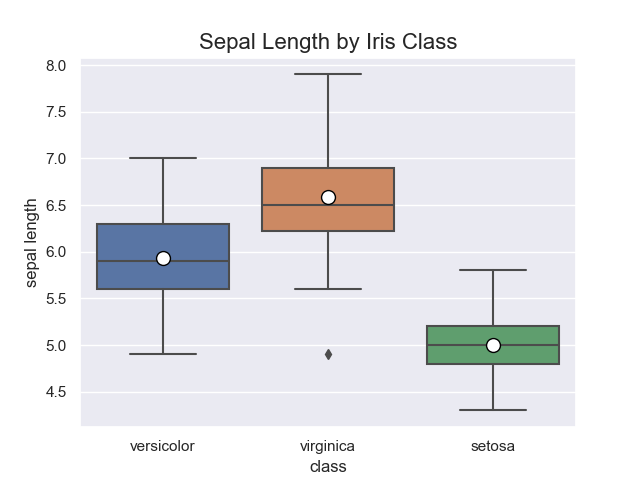 Sepal Length by Iris Class
sepal length
8.0
7.5
7.0
6.5
6.0
5.5
5.0
4.5
versicolor
virginica
setosa
class